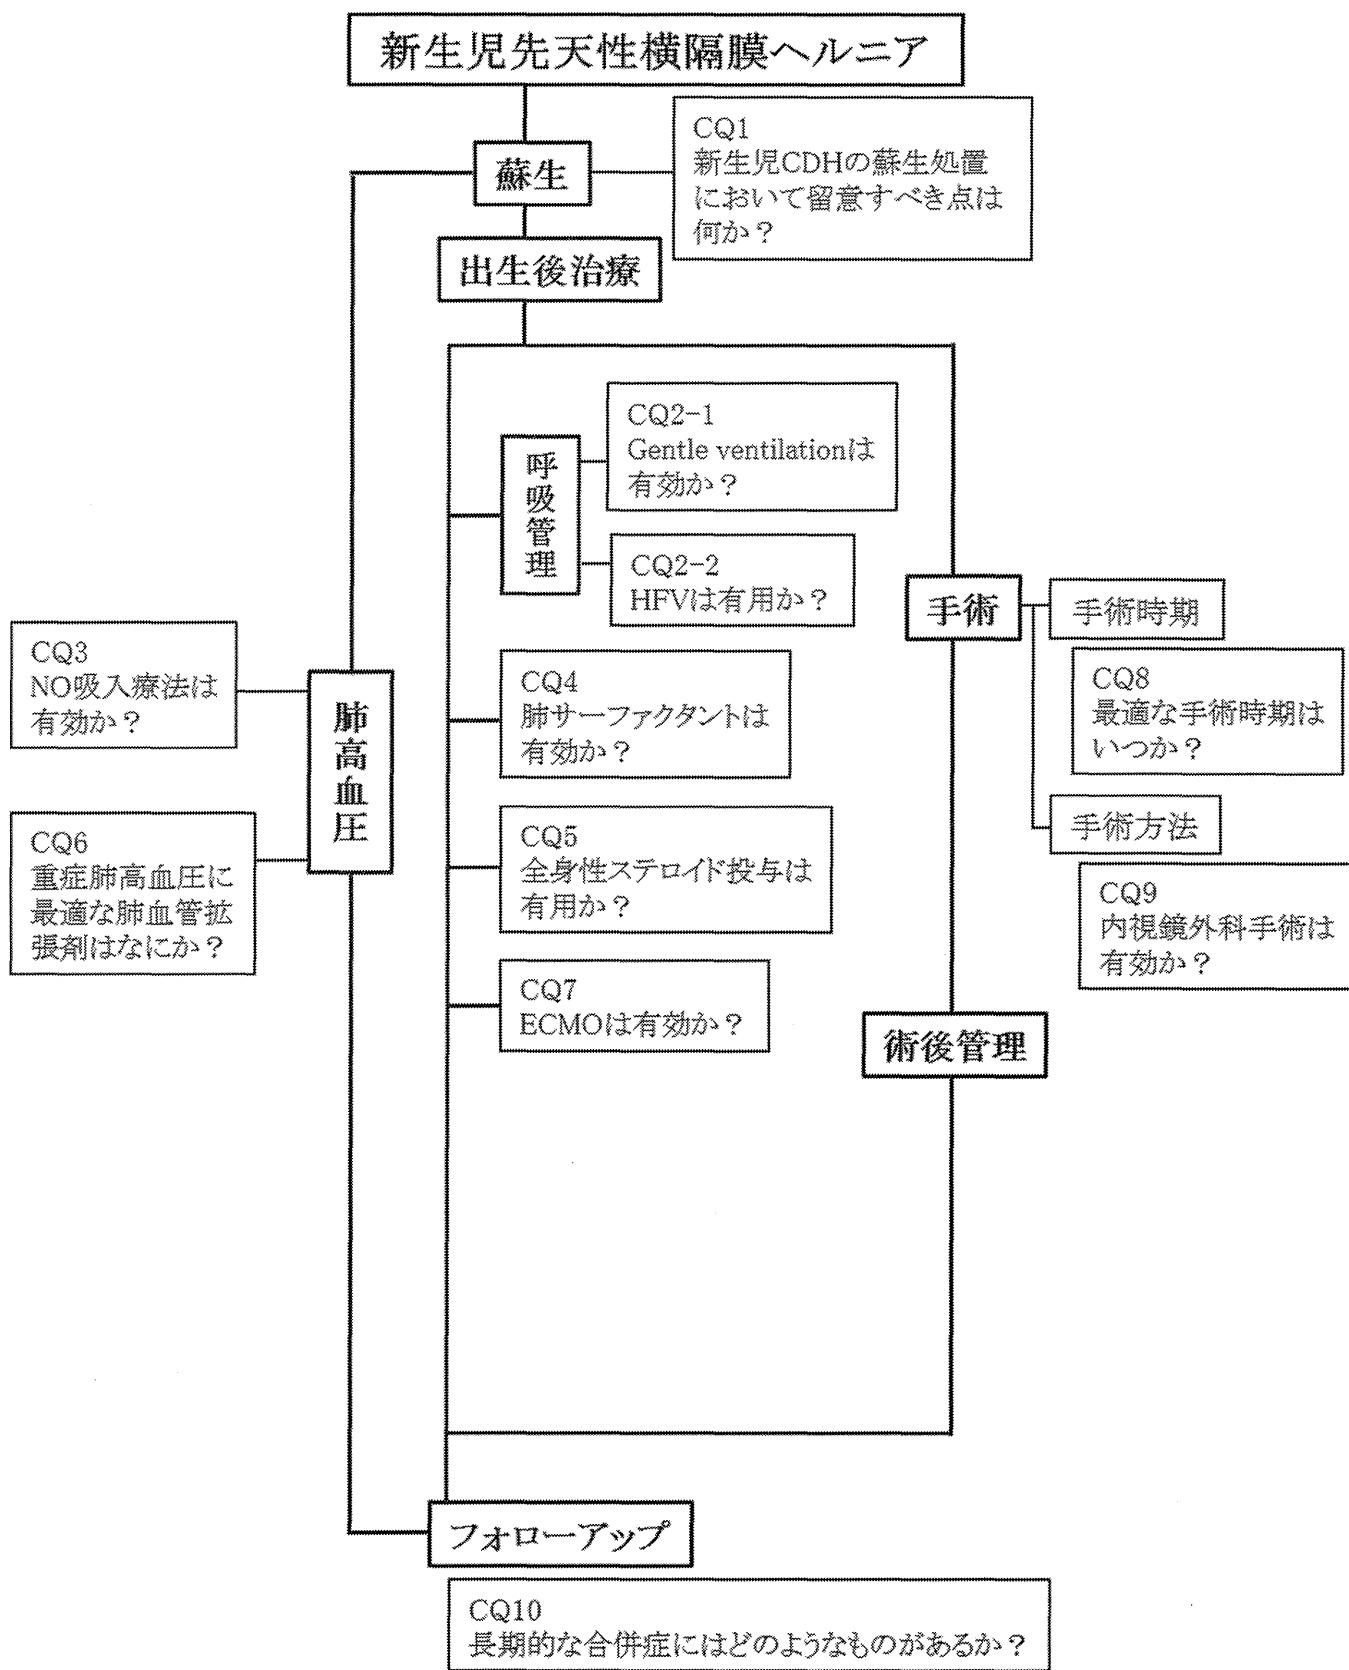 新生児先天性横隔膜ヘルニア
CQ1
新生児CDHの蘇生処置
において留意すべき点は
何か？
蘇生
出生後治療
CQ2-1
Gentle ventilationは
有効か？
呼吸管理
CQ2-2
HFVは有用か？
手術
手術時期
CQ8
最適な手術時期は
いつか？
手術方法
CQ9
内視鏡外科手術は
有効か？
CQ3
NO吸入療法は
有効か？
肺高血圧
CQ6
重症肺高血圧に
最適な肺血管拡
張剤はなにか？
CQ4
肺サーファクタントは
有効か？
CQ5
全身性ステロイド投与は
有用か？
CQ7
ECMOは有効か？
術後管理
フォローアップ
CQ10
長期的な合併症にはどのようなものがあるか？